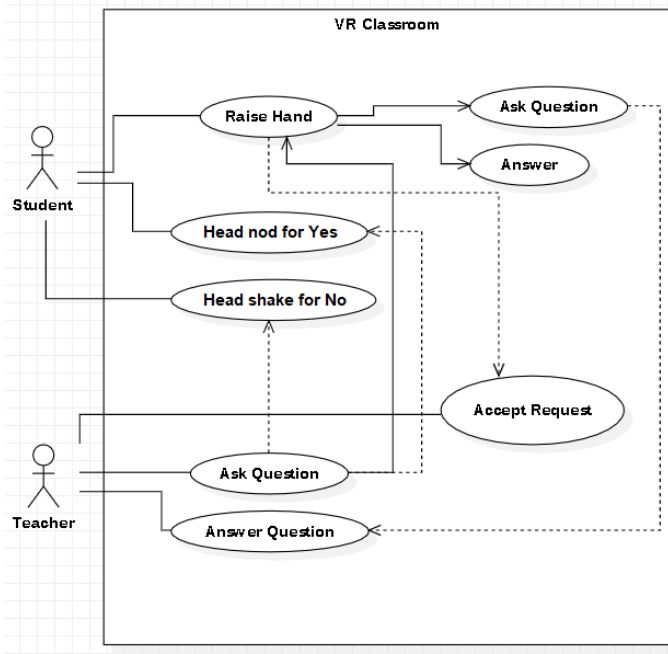 VR Classroom
Raise Hand
Ask Question
Answer
Student
Head nod for Yes
Head shake for No
Accept Request
Ask Question
Teacher
Answer Question